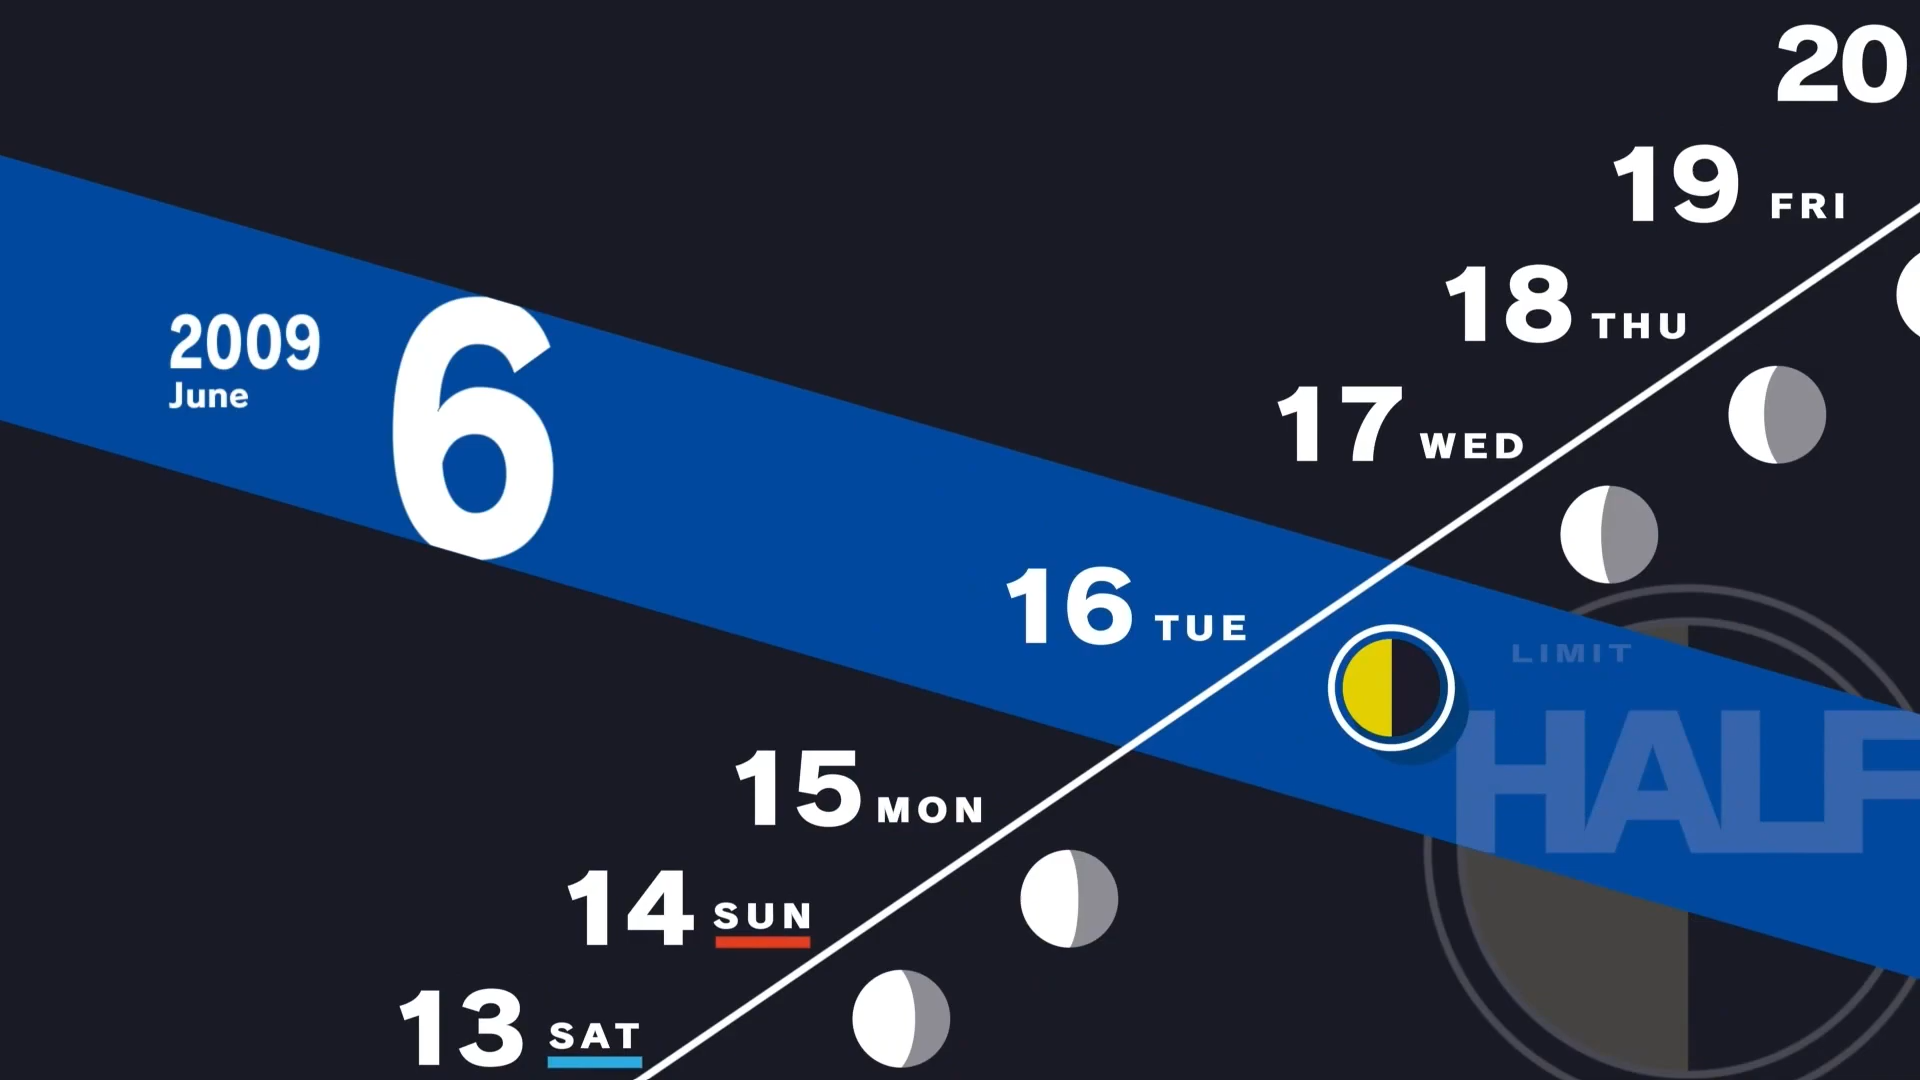 20
19 FRI
18 THU
17 WED
2009
June
6
16 TUE
LIMIT
HALF
15 MON
14 SUN
13 SAT